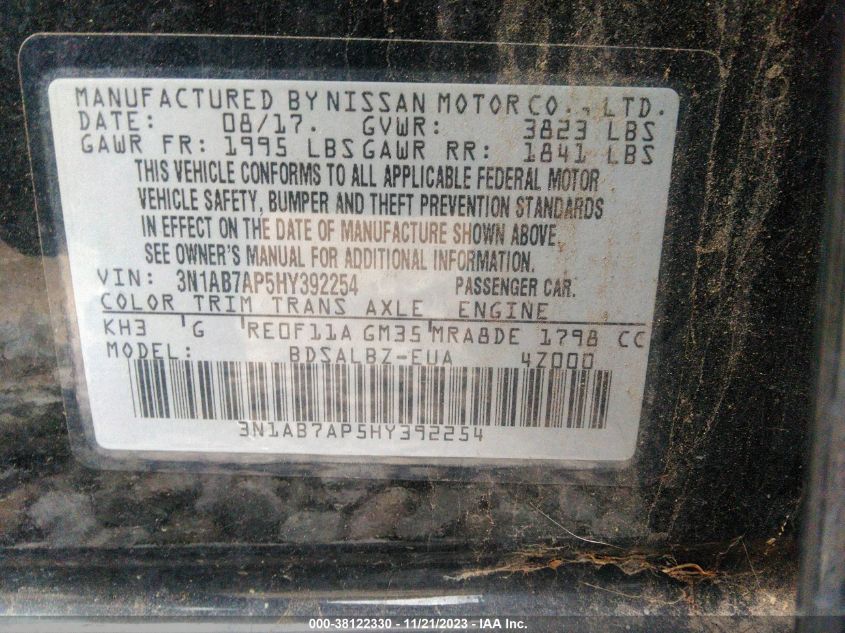 MANUFACTURED BY NISSAN MOTOR CO., LTD.
DATE: 08/17. GVWR: 3823 LBS
GAWR FR: 1995 LBS GAWR RR: 1841 LBS
THIS VEHICLE CONFORMS TO ALL APPLICABLE FEDERAL MOTOR
VEHICLE SAFETY, BUMPER AND THEFT PREVENTION STANDARDS
IN EFFECT ON THE DATE OF MANUFACTURE SHOWN ABOVE.
SEE OWNER'S MANUAL FOR ADDITIONAL INFORMATION.
VIN: 3N1AB7AP5HY392254 PASSENGER CAR.
COLOR TRIM TRANS AXLE ENGINE
KH3 G RE0F11A GM35 MRA8DE 1798 CC
MODEL: BDSALBZ-EUA 4Z000
3N1AB7AP5HY392254
000-38122330 - 11/21/2023 - IAA Inc.